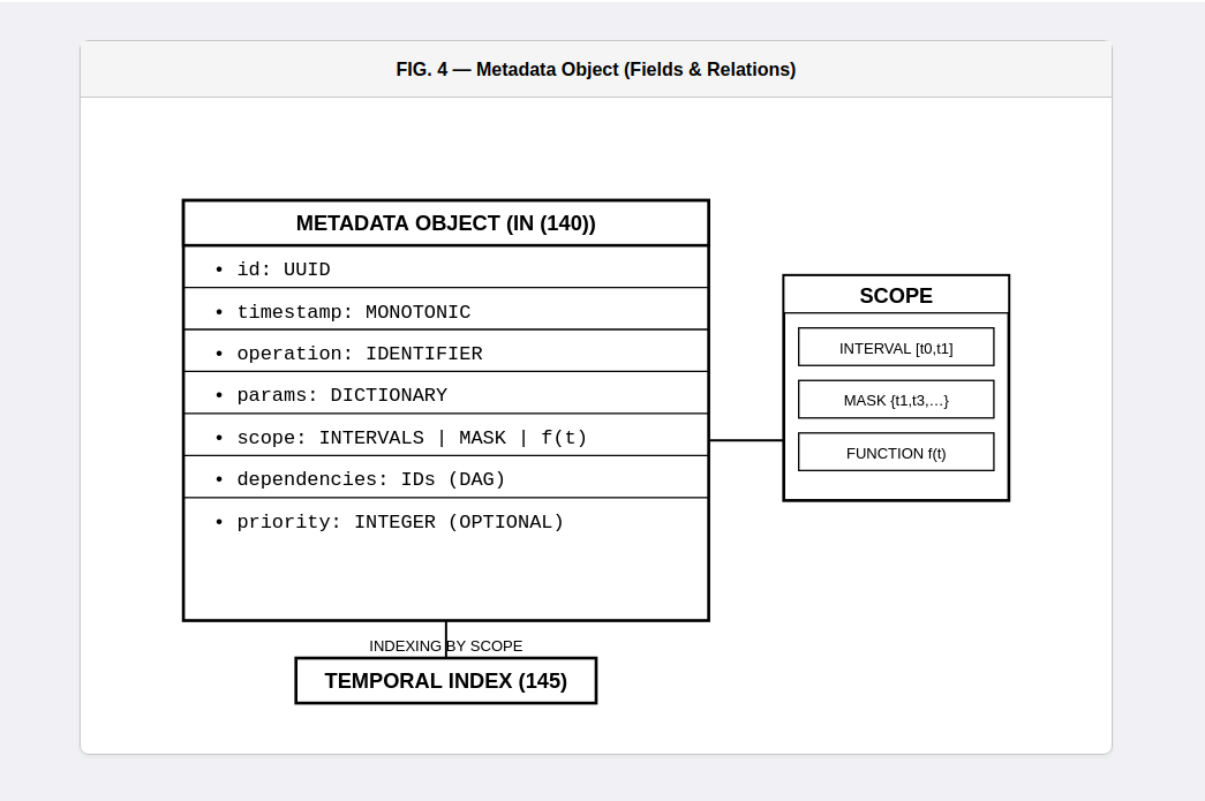 FIG. 4 — Metadata Object (Fields & Relations)
METADATA OBJECT (IN (140))
• id: UUID
• timestamp: MONOTONIC
• operation: IDENTIFIER
• params: DICTIONARY
• scope: INTERVALS | MASK | f(t)
• dependencies: IDs (DAG)
• priority: INTEGER (OPTIONAL)
SCOPE
INTERVAL [t0,t1]
MASK {t1,t3,...}
FUNCTION f(t)
INDEXING BY SCOPE
TEMPORAL INDEX (145)